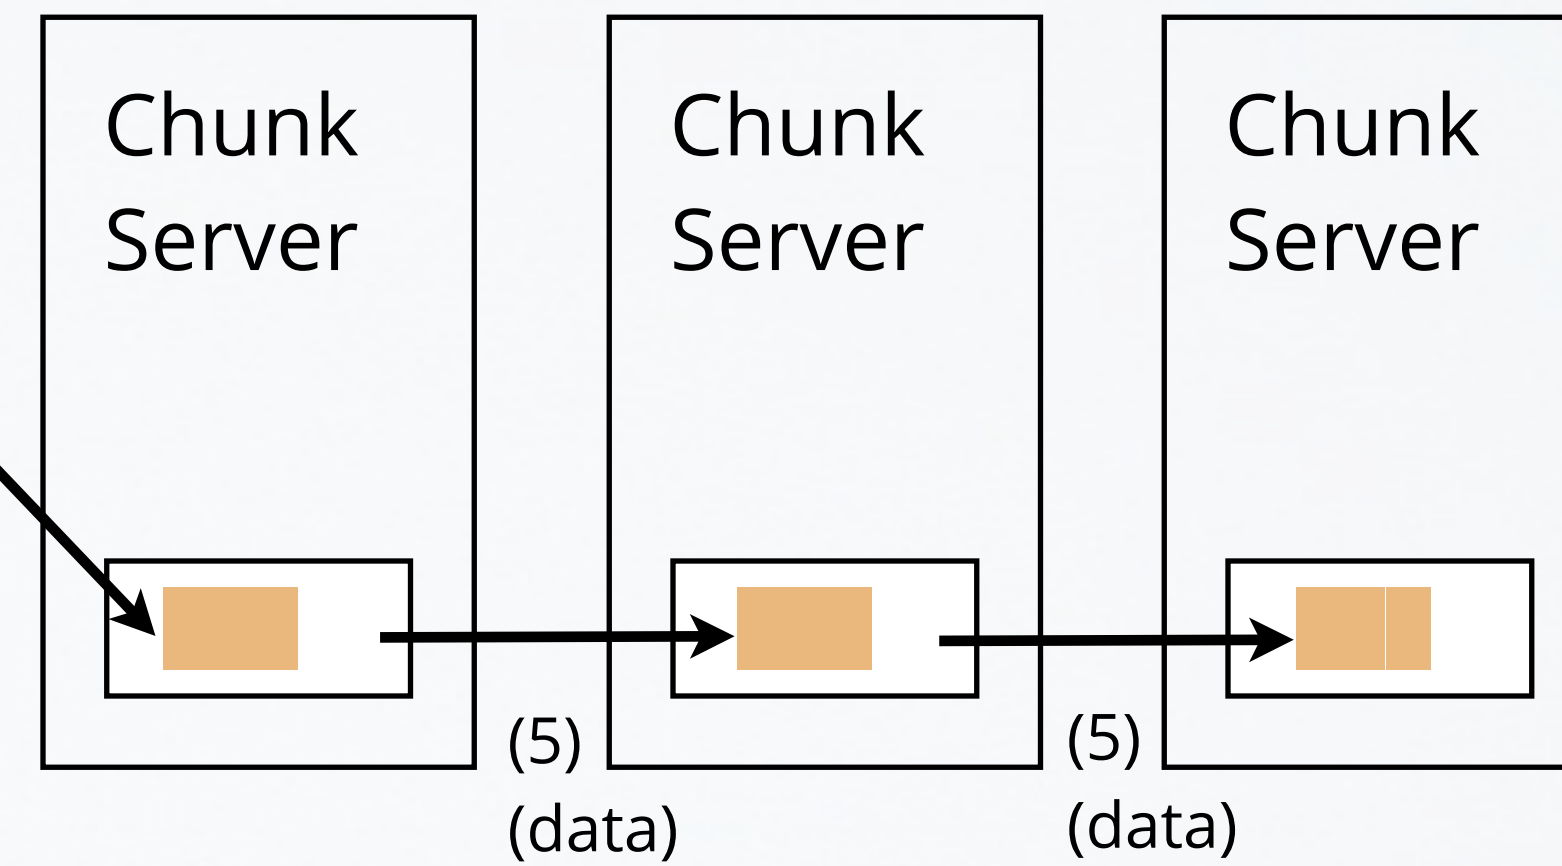 Chunk
Server
Chunk
Server
Chunk
Server
(5)
(data)
(5)
(data)